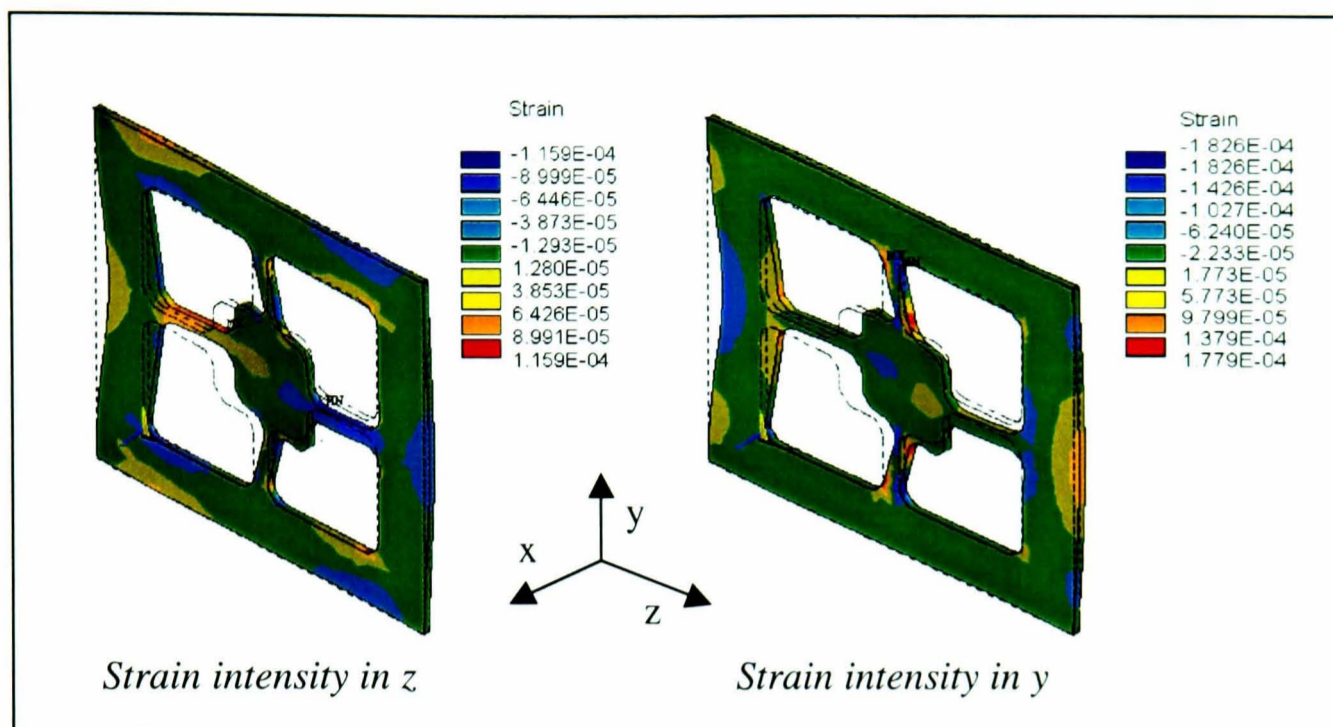 Strain
-1.159E-04
-8.999E-05
-6.446E-05
-3.873E-05
-1.293E-05
1.280E-05
3.853E-05
6.426E-05
8.991E-05
1.159E-04
Strain
-1.826E-04
-1.826E-04
-1.426E-04
-1.027E-04
-6.240E-05
-2.233E-05
1.773E-05
5.773E-05
9.799E-05
1.379E-04
1.779E-04
y
x
z
Strain intensity in z
Strain intensity in y